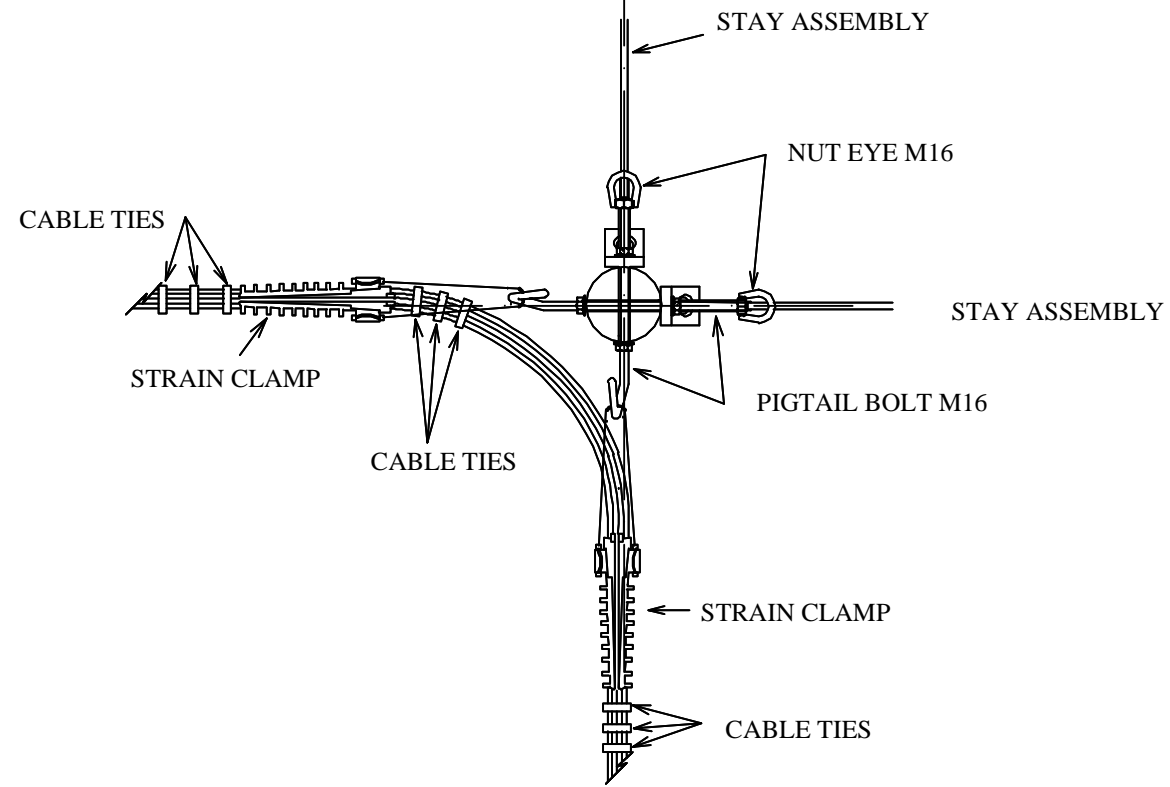 STAY ASSEMBLY
NUT EYE M16
CABLE TIES
STAY ASSEMBLY
STRAIN CLAMP
PIGTAIL BOLT M16
CABLE TIES
STRAIN CLAMP
CABLE TIES